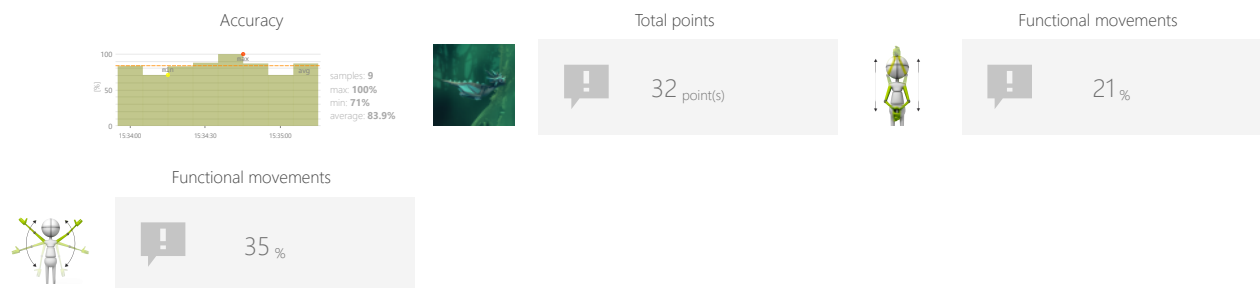 Accuracy
100
50
0
[%]
min
max
avg
15:34:00
15:34:30
15:35:00
samples: 9
max: 100%
min: 71%
average: 83.9%
Total points
32 point(s)
Functional movements
21 %
Functional movements
35 %